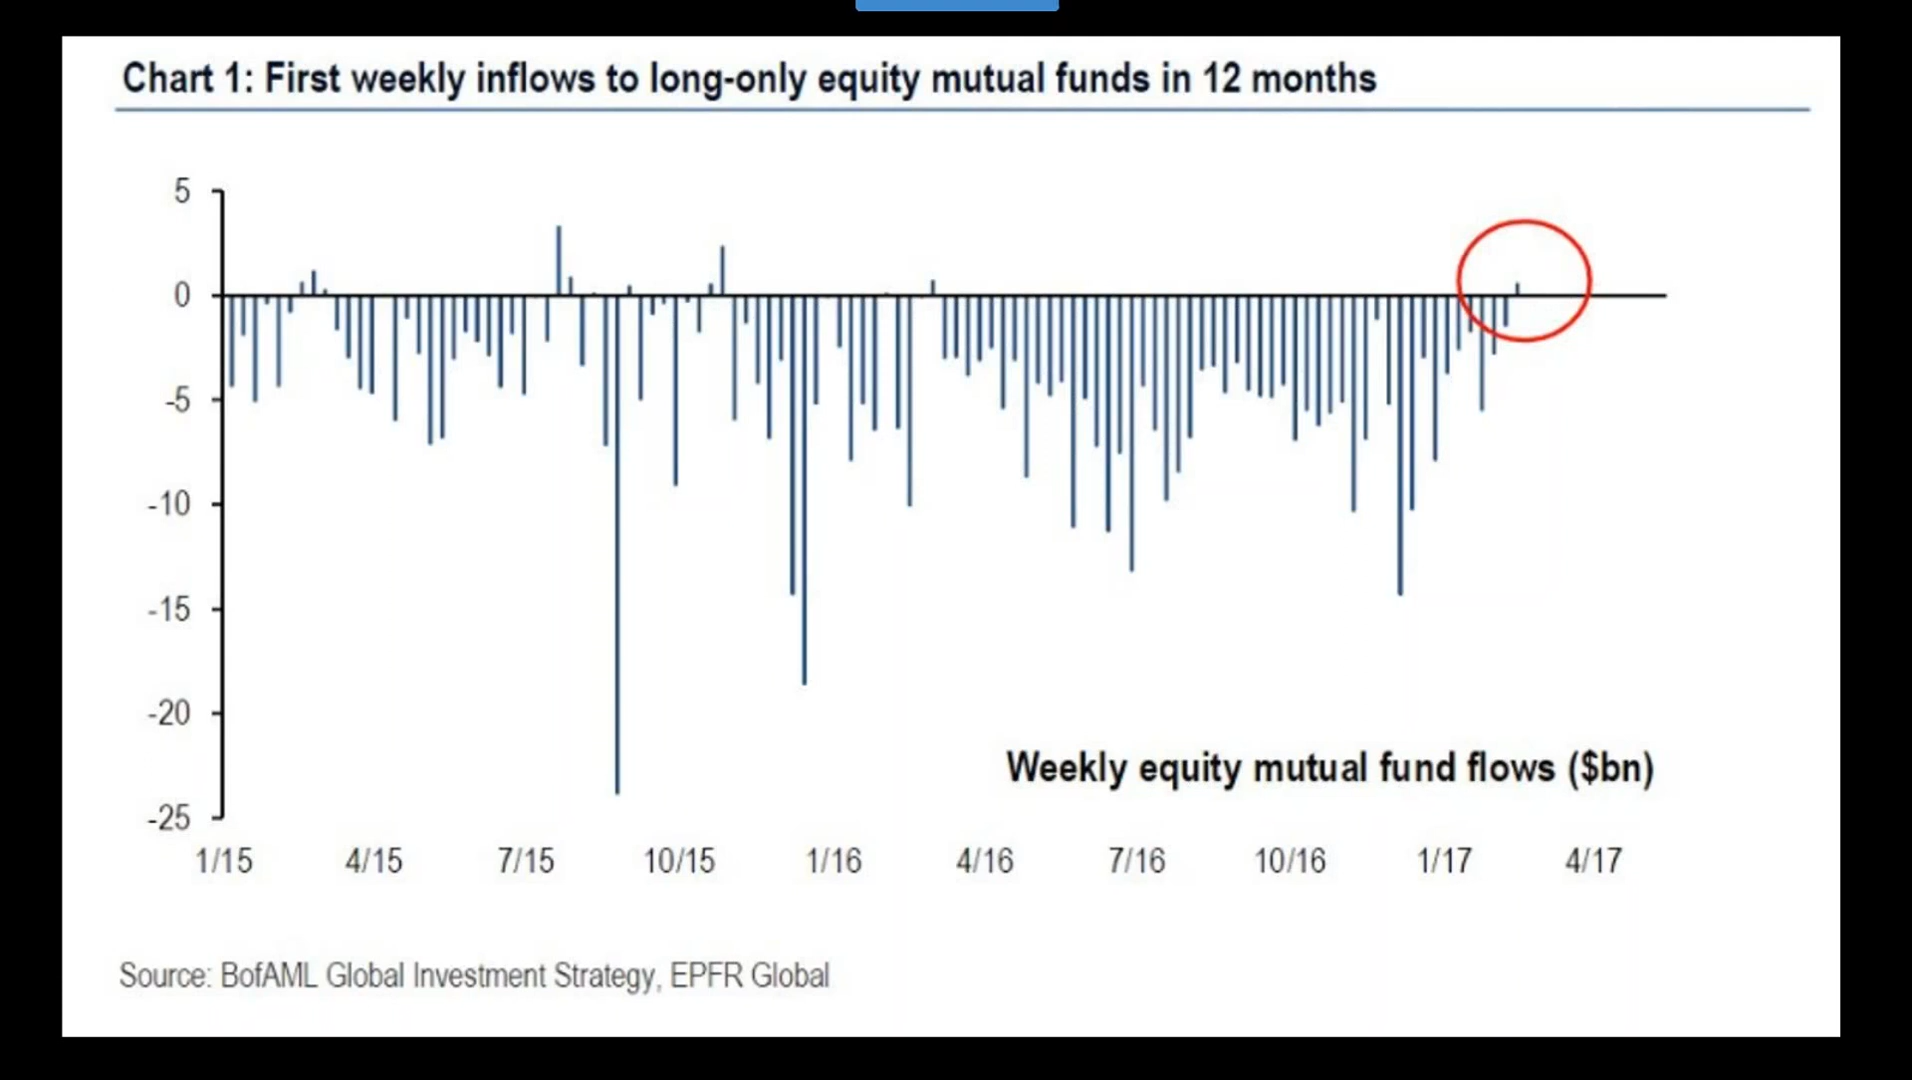 Chart 1: First weekly inflows to long-only equity mutual funds in 12 months
5
0
-5
-10
-15
-20
-25
Weekly equity mutual fund flows ($bn)
1/15 4/15 7/15 10/15 1/16 4/16 7/16 10/16 1/17 4/17
Source: BofAML Global Investment Strategy, EPFR Global